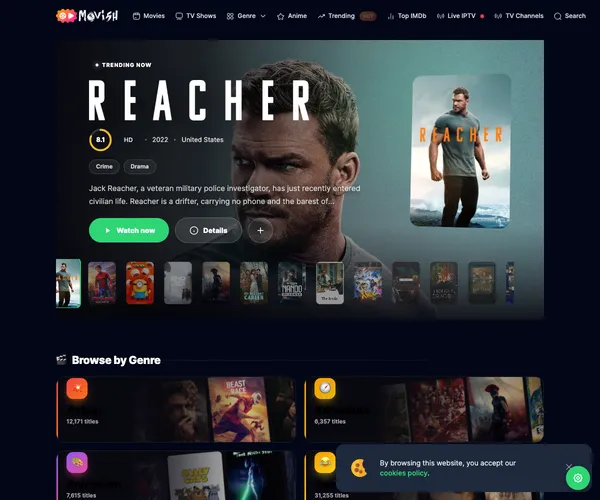 MOVISH
Movies
TV Shows
Genre
Anime
Trending
HOT
Top IMDb
Live IPTV
TV Channels
Search
TRENDING NOW
REACHER
8.1
HD · 2022 · United States
Crime
Drama
Jack Reacher, a veteran military police investigator, has just recently entered
civilian life. Reacher is a drifter, carrying no phone and the barest of...
Watch now
Details
REACHER
Browse by Genre
12,171 titles
6,357 titles
BEAST
RACE
7,615 titles
31,255 titles
By browsing this website, you accept our
cookies policy.